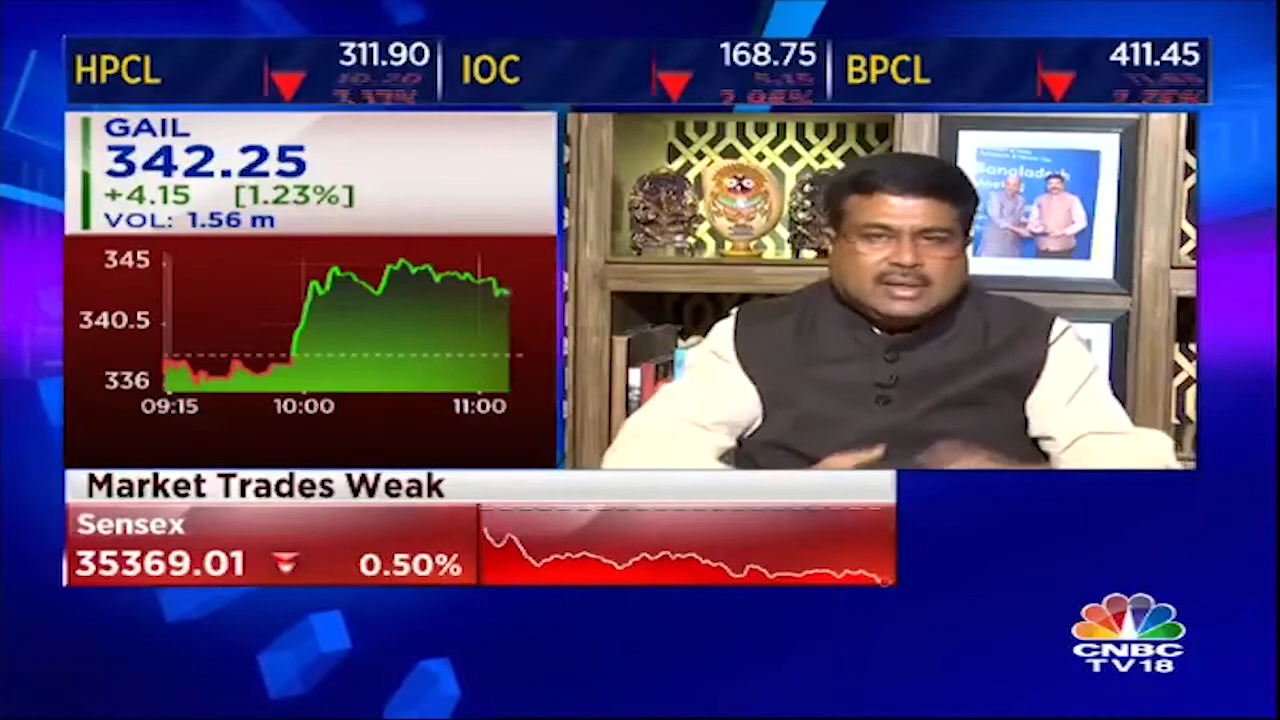 HPCL
311.90
IOC
168.75
BPCL
411.45
GAIL
342.25
+4.15 [1.23%]
VOL: 1.56 m
345
340.5
336
09:15 10:00 11:00
Bangladesh
Market Trades Weak
Sensex
35369.01 0.50%
CNBC
TV18